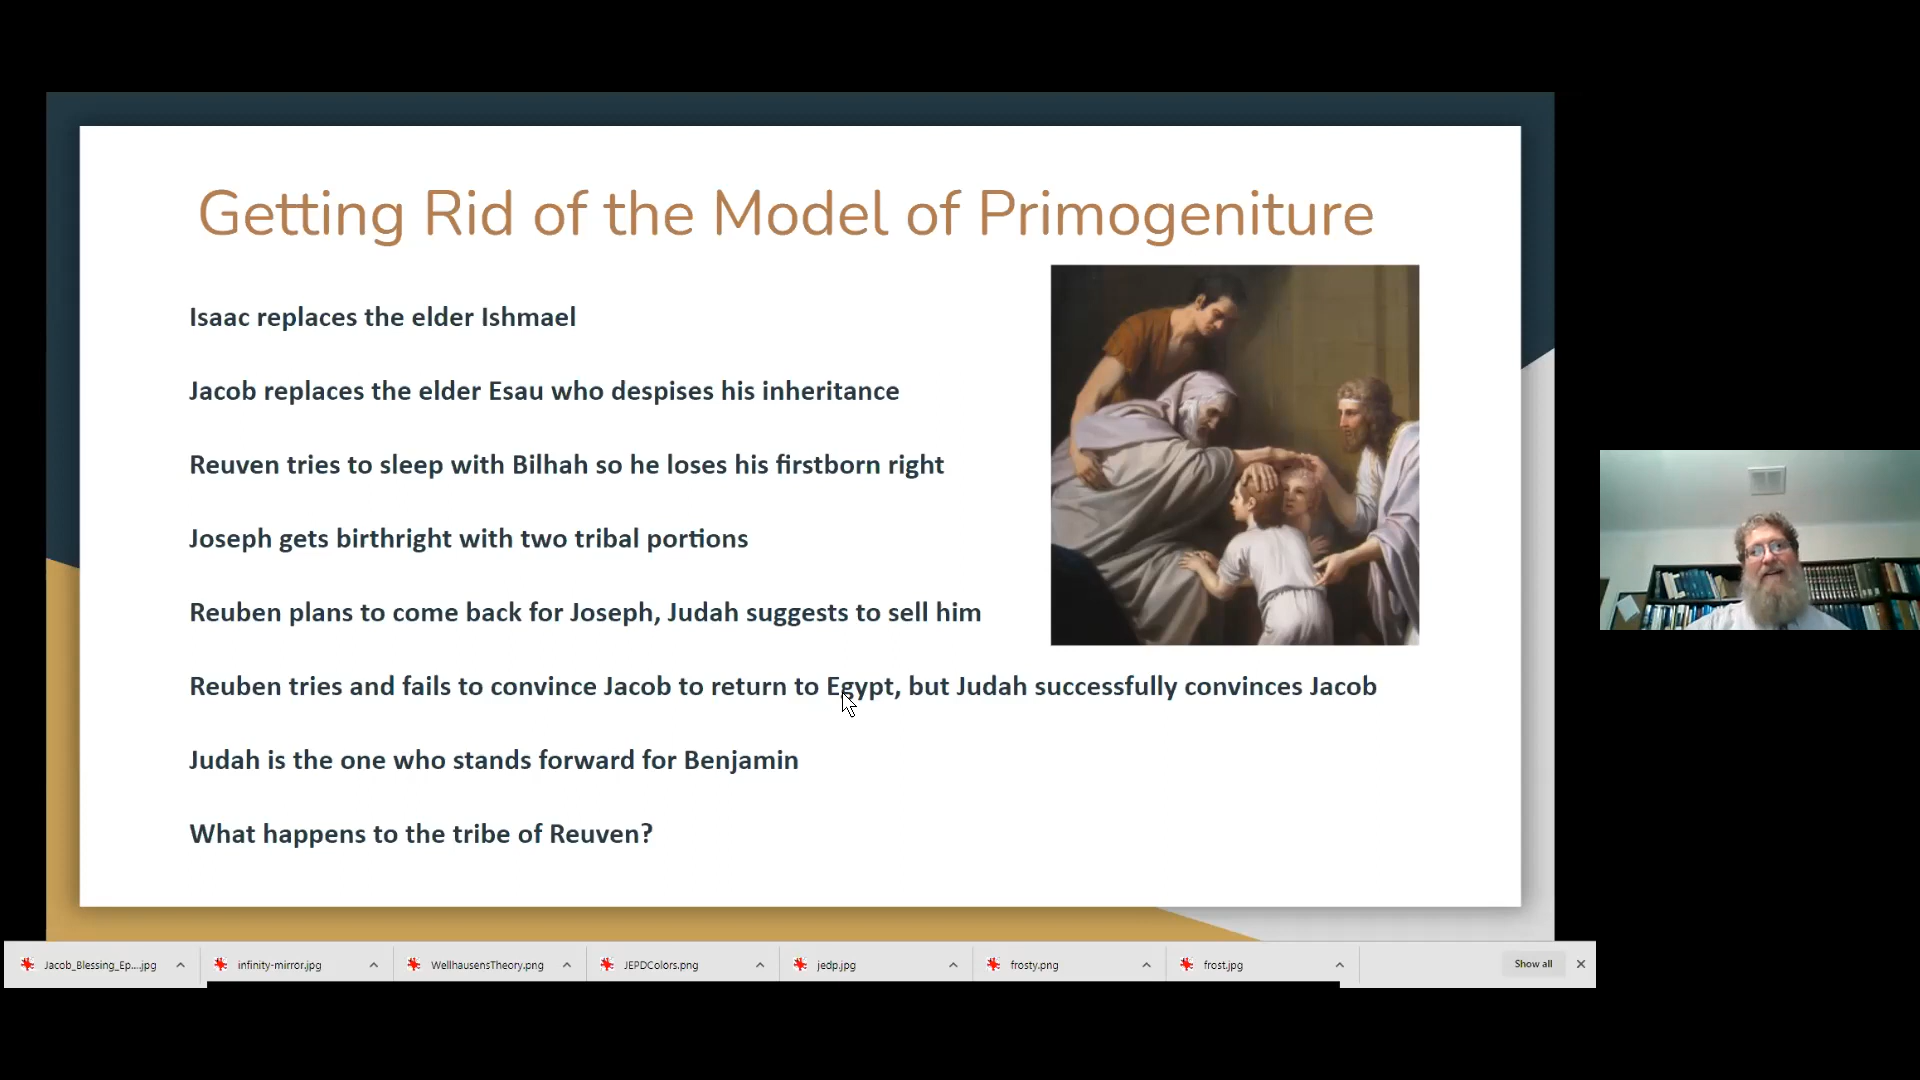 Getting Rid of the Model of Primogeniture
Isaac replaces the elder Ishmael
Jacob replaces the elder Esau who despises his inheritance
Reuven tries to sleep with Bilhah so he loses his firstborn right
Joseph gets birthright with two tribal portions
Reuben plans to come back for Joseph, Judah suggests to sell him
Reuben tries and fails to convince Jacob to return to Egypt, but Judah successfully convinces Jacob
Judah is the one who stands forward for Benjamin
What happens to the tribe of Reuven?
Jacob_Blessing_Ep....jpg infinity-mirror.jpg WellhausensTheory.png JEPDColors.png jedp.jpg frosty.png frost.jpg Show all